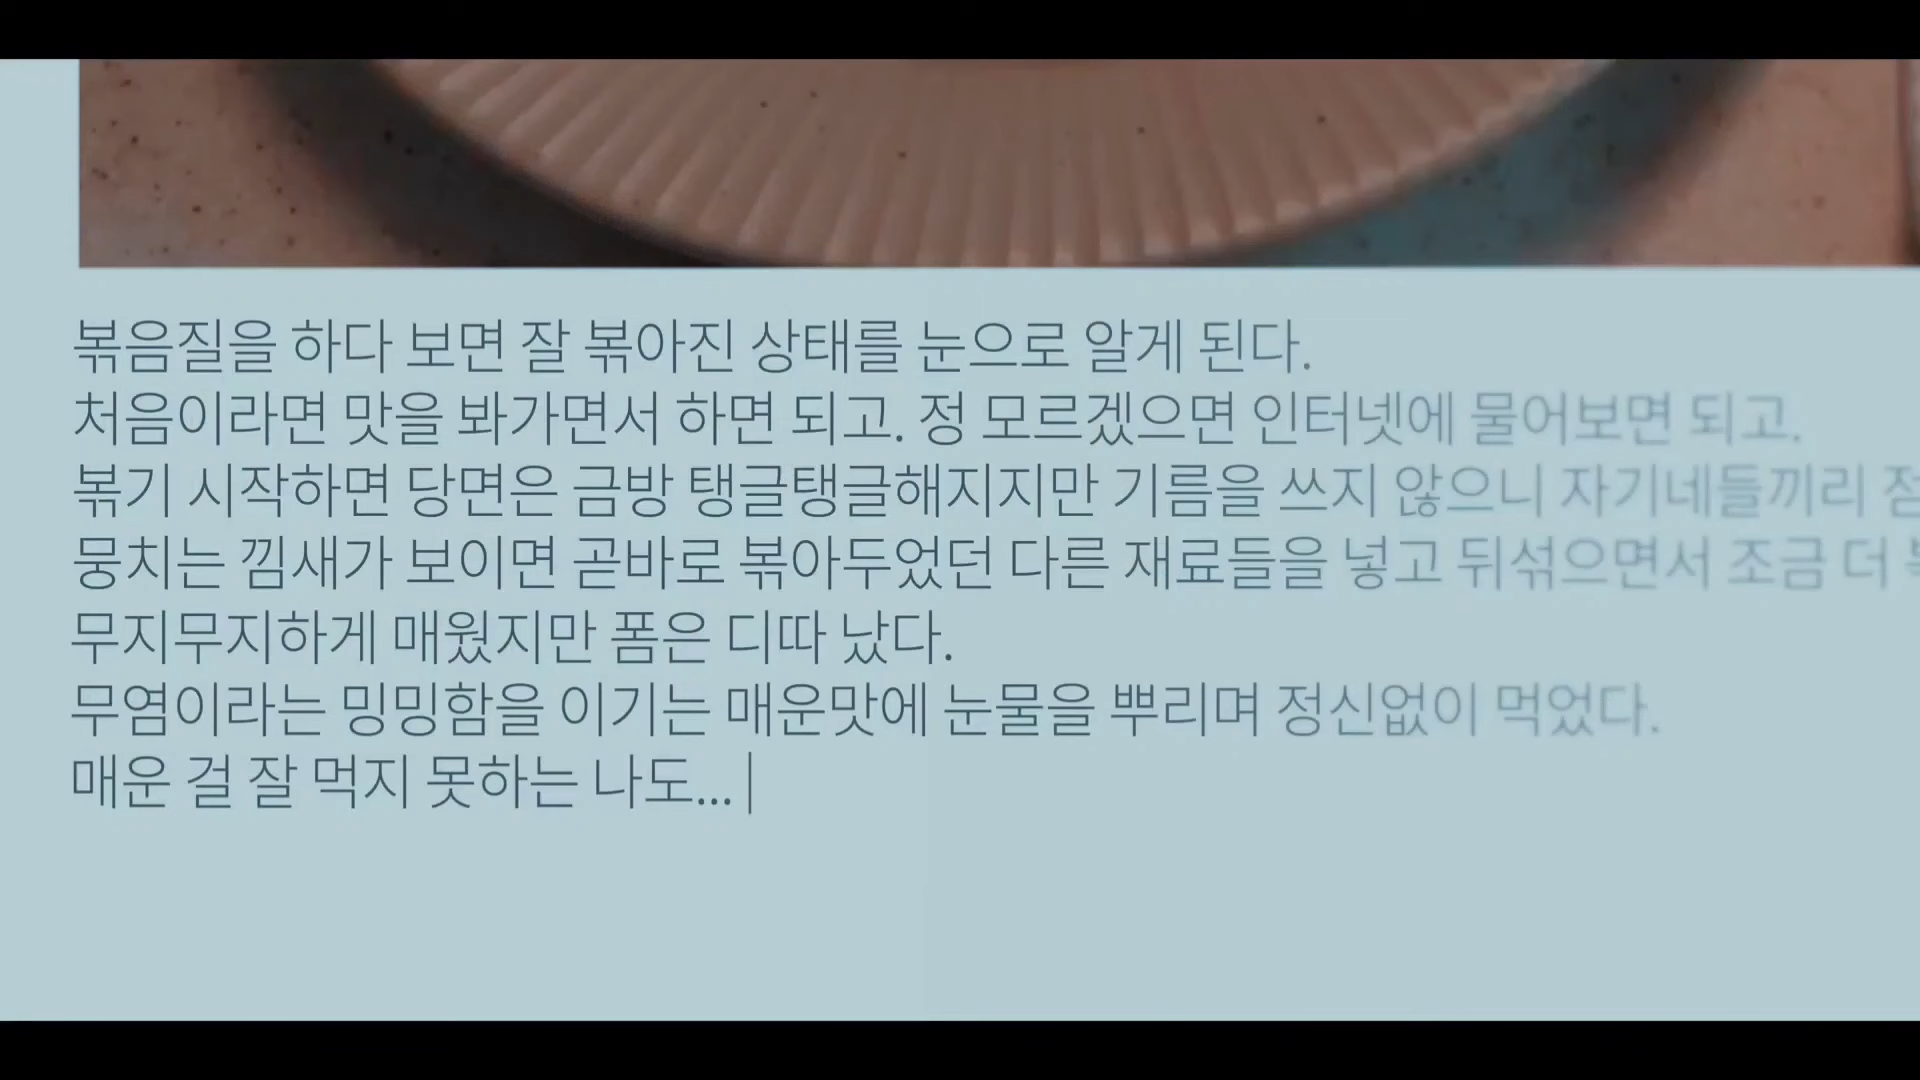 볶음질을 하다 보면 잘 볶아진 상태를 눈으로 알게 된다.
처음이라면 맛을 봐가면서 하면 되고. 정 모르겠으면 인터넷에 물어보면 되고.
볶기 시작하면 당면은 금방 탱글탱글해지지만 기름을 쓰지 않으니 자기네들끼리
뭉치는 낌새가 보이면 곧바로 볶아두었던 다른 재료들을 넣고 뒤섞으면서 조금 더
무지무지하게 매웠지만 폼은 디따 났다.
무염이라는 밍밍함을 이기는 매운맛에 눈물을 뿌리며 정신없이 먹었다.
매운 걸 잘 먹지 못하는 나도...